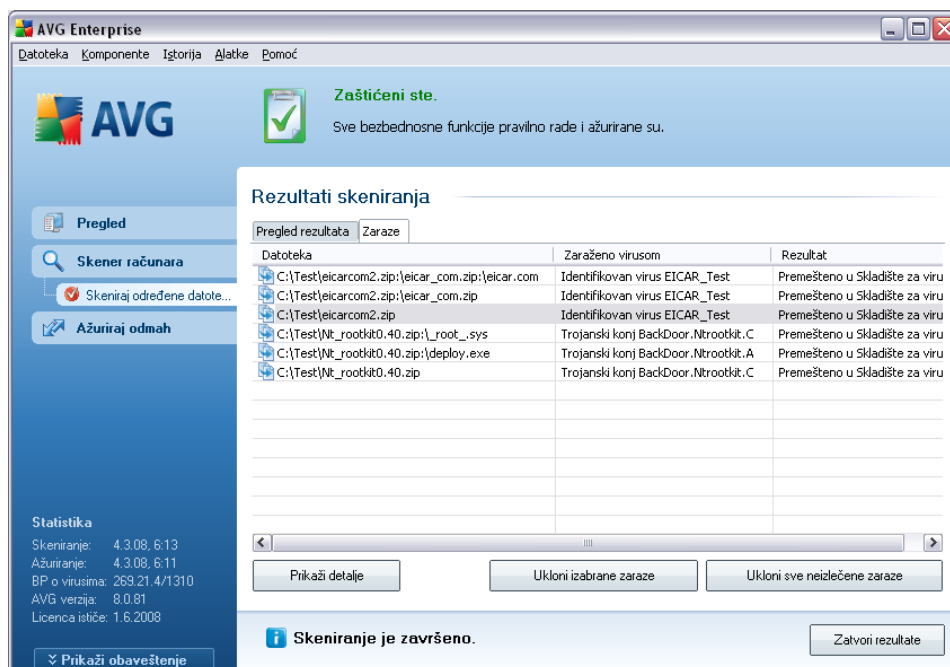 AVG Enterprise
Datoteka Komponente Istorija Alatke Pomoć
AVG
Zaštićeni ste.
Sve bezbednosne funkcije pravilno rade i ažurirane su.
Pregled
Skener računara
Skeniraj određene datote...
Ažuriraj odmah
Rezultati skeniranja
Pregled rezultata Zaraze
Datoteka Zaraženo virusom Rezultat
C:\Test\eicarcom2.zip:\eicar_com.zip:\eicar.com Identifikovan virus EICAR_Test Premešteno u Skladište za viru
C:\Test\eicarcom2.zip:\eicar_com.zip Identifikovan virus EICAR_Test Premešteno u Skladište za viru
C:\Test\eicarcom2.zip Identifikovan virus EICAR_Test Premešteno u Skladište za viru
C:\Test\Nt_rootkit0.40.zip:\_root_.sys Trojanski konj BackDoor.Ntrootkit.C Premešteno u Skladište za viru
C:\Test\Nt_rootkit0.40.zip:\deploy.exe Trojanski konj BackDoor.Ntrootkit.A Premešteno u Skladište za viru
C:\Test\Nt_rootkit0.40.zip Trojanski konj BackDoor.Ntrootkit.C Premešteno u Skladište za viru
Prikaži detalje Ukloni izabrane zaraze Ukloni sve neizlečene zaraze
Statistika
Skeniranje: 4.3.08, 6:13
Ažuriranje: 4.3.08, 6:11
BP o virusima: 269.21.4/1310
AVG verzija: 8.0.81
Licenca ističe: 1.6.2008
Prikaži obaveštenje
Skeniranje je završeno.
Zatvori rezultate